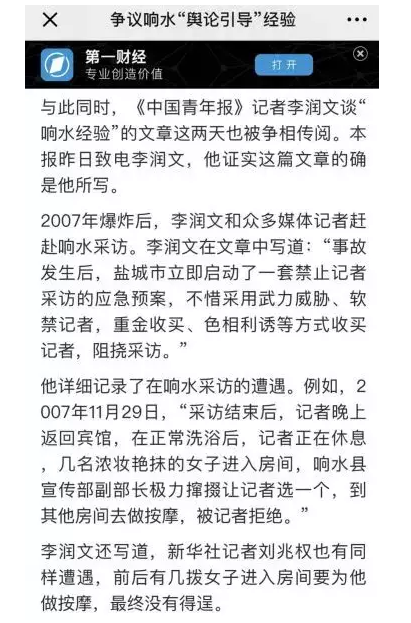 争议响水“舆论引导”经验
第一财经
专业创造价值
打开
与此同时，《中国青年报》记者李润文谈“
响水经验”的文章这两天也被争相传阅。本
报昨日致电李润文，他证实这篇文章的确
是他所写。
2007年爆炸后，李润文和众多媒体记者赶
赴响水采访。李润文在文章中写道：“事故
发生后，盐城市立即启动了一套禁止记者
采访的应急预案，不惜采用武力威胁、软
禁记者，重金收买、色相利诱等方式收买
记者，阻挠采访。”
他详细记录了在响水采访的遭遇。例如，2
007年11月29日，“采访结束后，记者晚上
返回宾馆，在正常洗浴后，记者正在休息
，几名浓妆艳抹的女子进入房间，响水县
宣传部副部长极力撺掇让记者选一个，到
其他房间去做按摩，被记者拒绝。”
李润文还写道，新华社记者刘兆权也有同
样遭遇，前后有几拨女子进入房间要为他
做按摩，最终没有得逞。